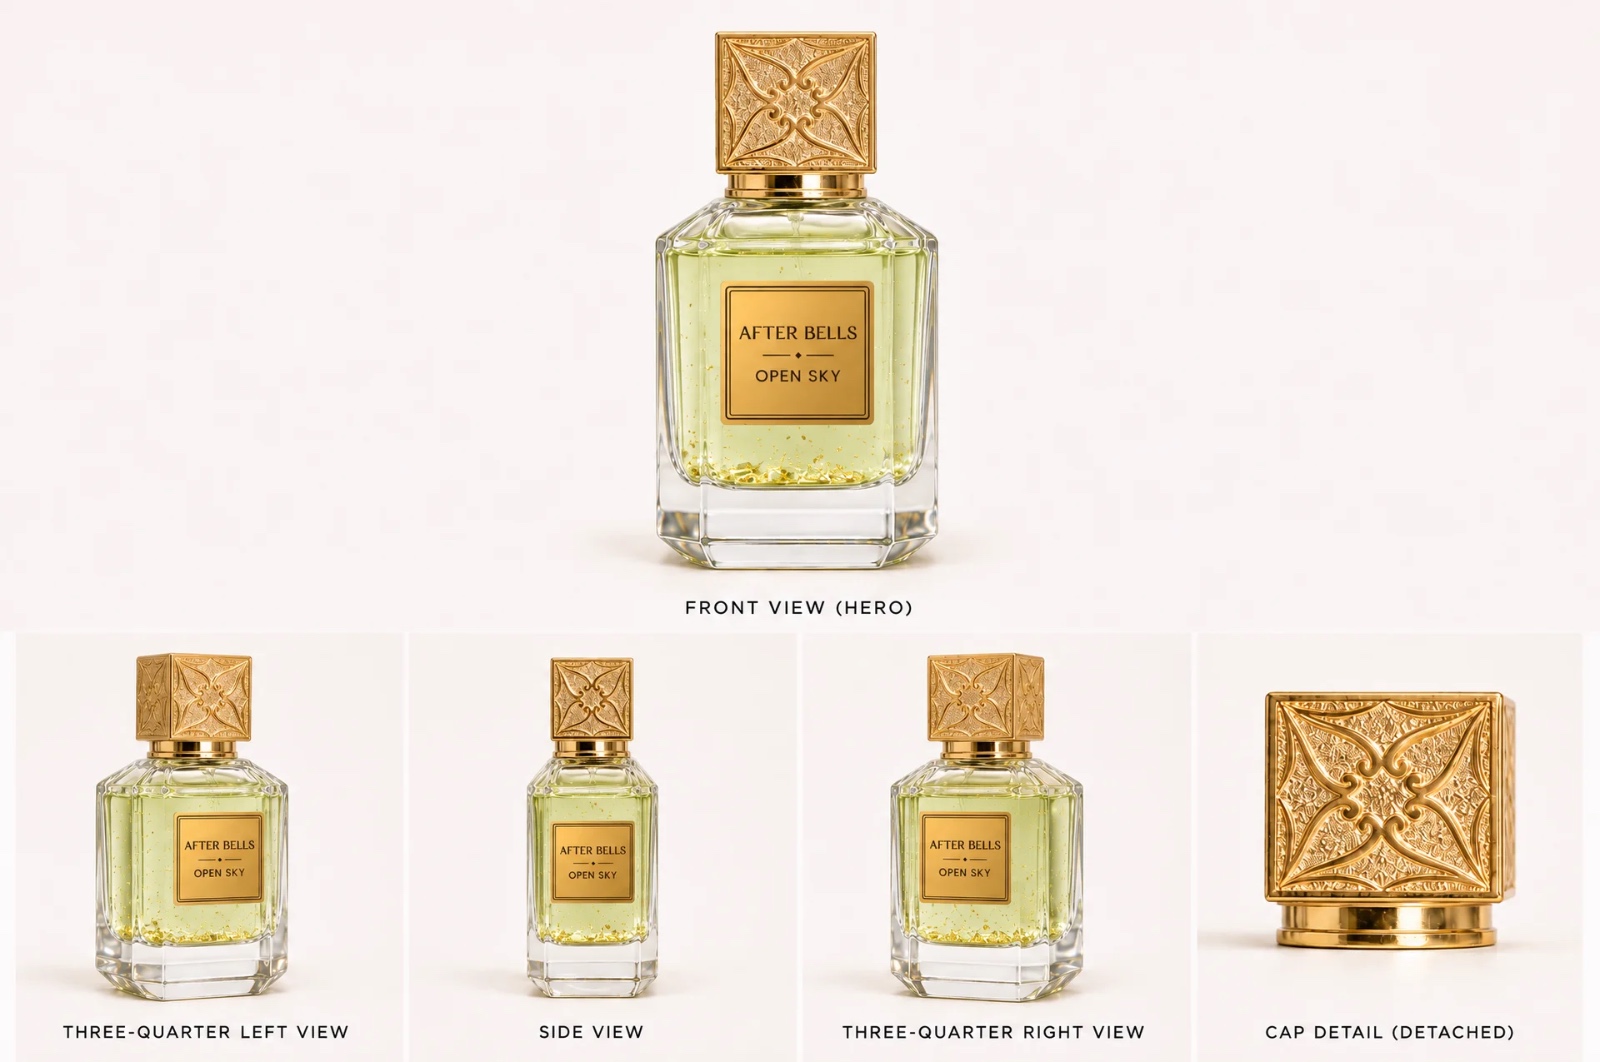 AFTER BELLS
OPEN SKY
FRONT VIEW (HERO)
AFTER BELLS
OPEN SKY
THREE-QUARTER LEFT VIEW
AFTER BELLS
OPEN SKY
SIDE VIEW
AFTER BELLS
OPEN SKY
THREE-QUARTER RIGHT VIEW
CAP DETAIL (DETACHED)